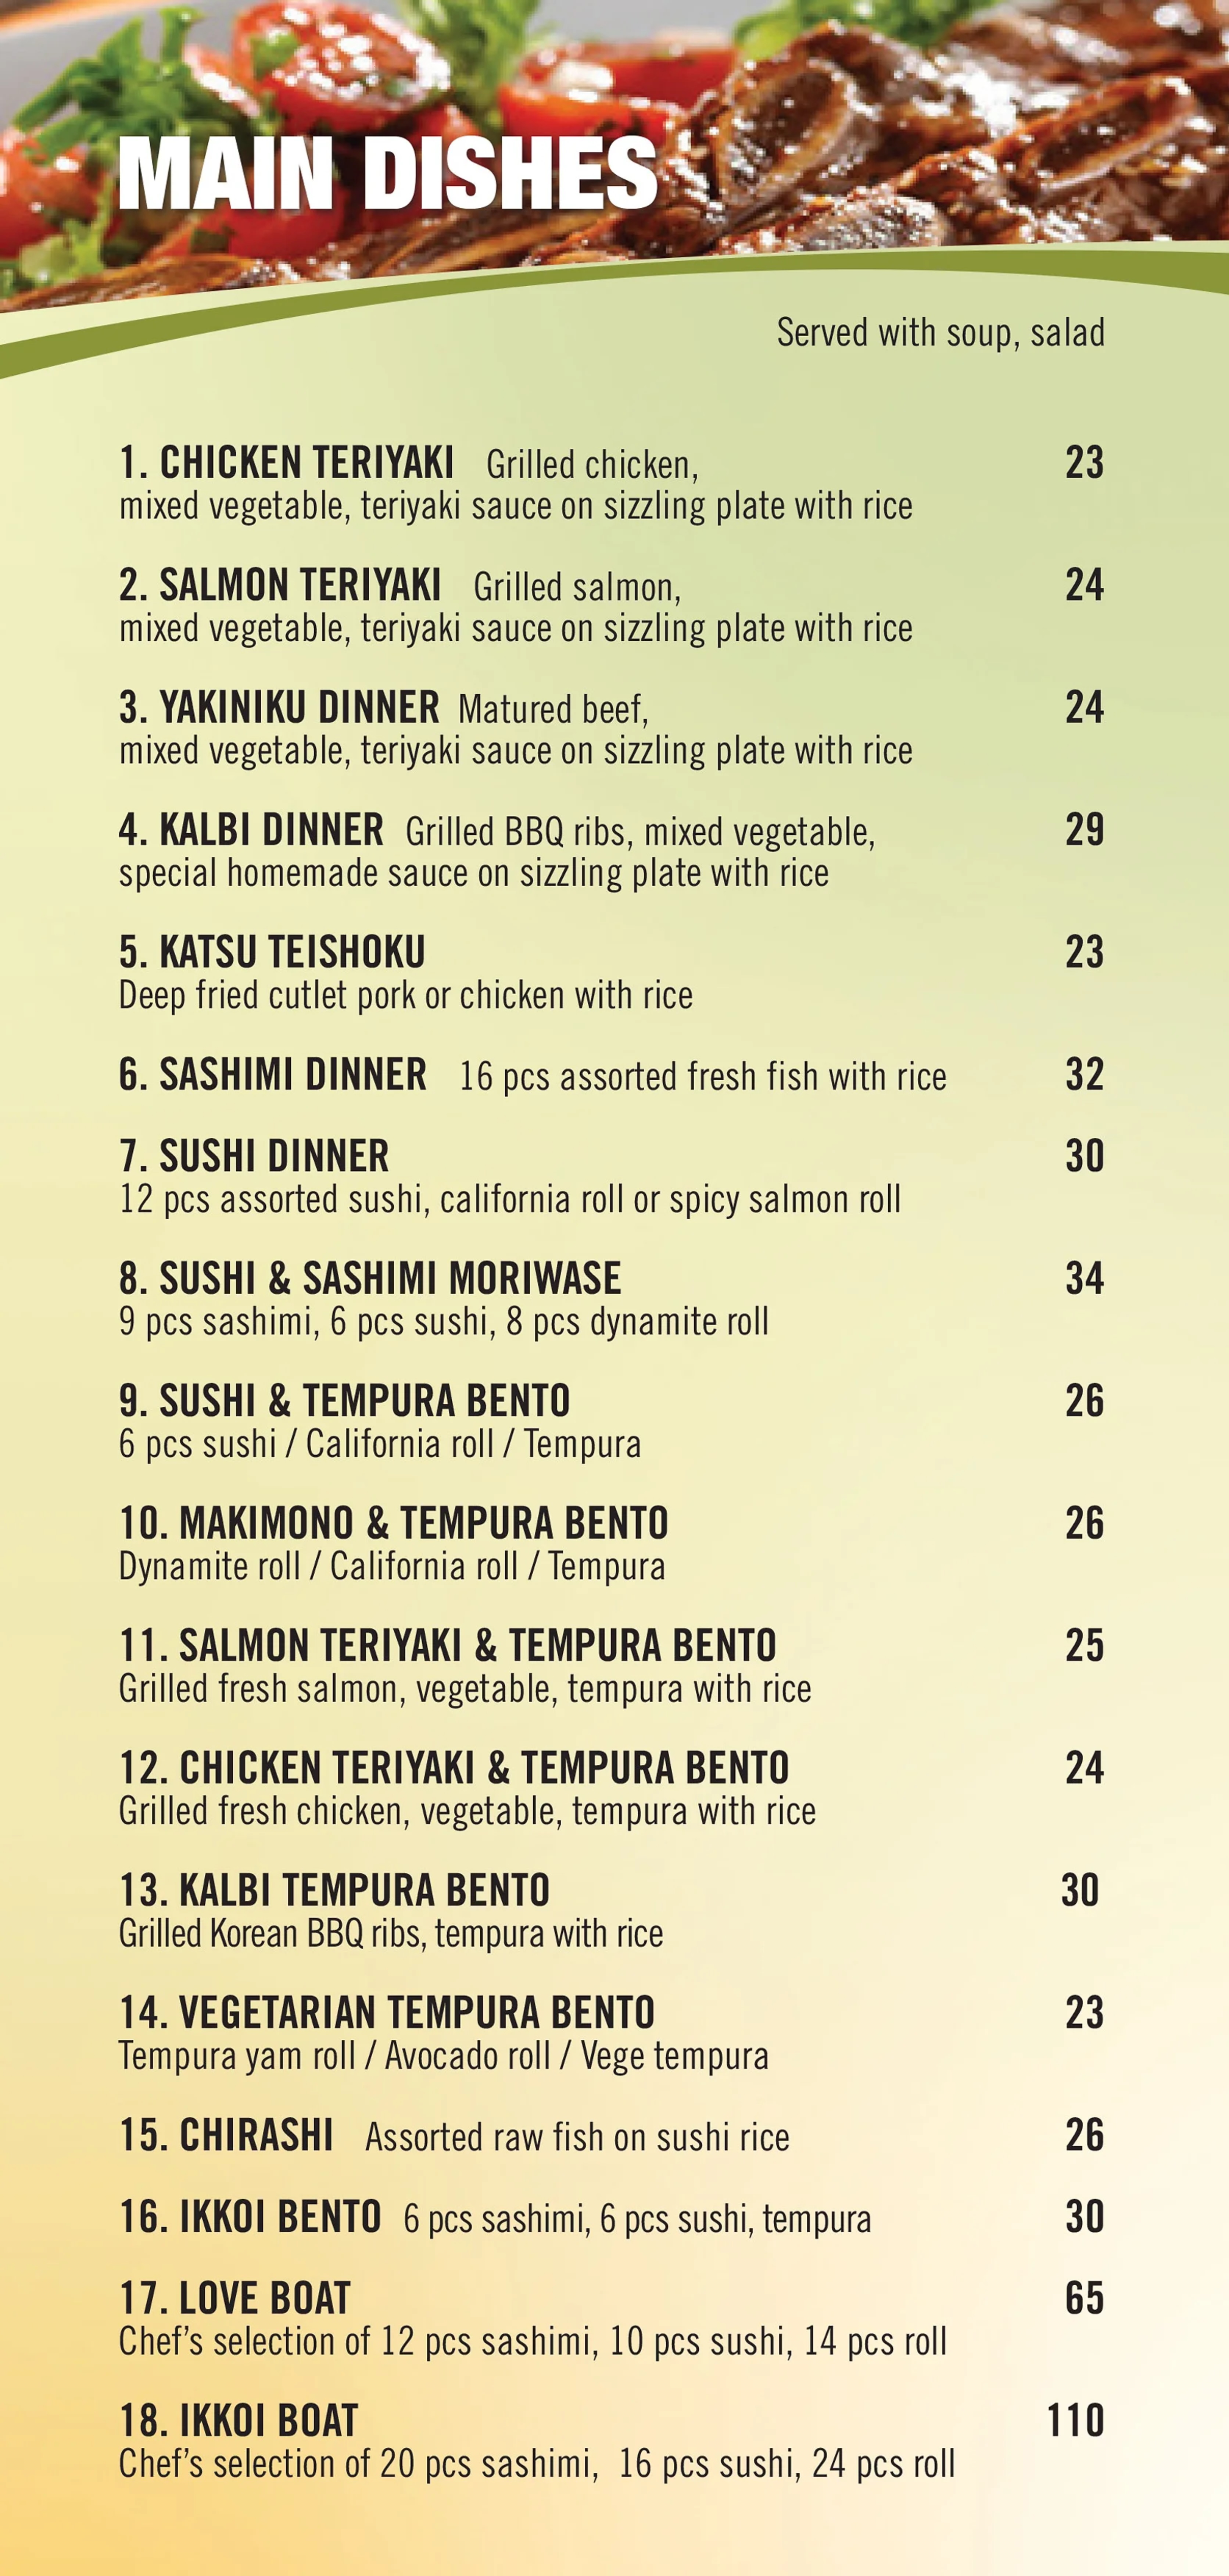 MAIN DISHES
Served with soup, salad
1. CHICKEN TERIYAKI Grilled chicken, 23
mixed vegetable, teriyaki sauce on sizzling plate with rice
2. SALMON TERIYAKI Grilled salmon, 24
mixed vegetable, teriyaki sauce on sizzling plate with rice
3. YAKINIKU DINNER Matured beef, 24
mixed vegetable, teriyaki sauce on sizzling plate with rice
4. KALBI DINNER Grilled BBQ ribs, mixed vegetable, 29
special homemade sauce on sizzling plate with rice
5. KATSU TEISHOKU 23
Deep fried cutlet pork or chicken with rice
6. SASHIMI DINNER 16 pcs assorted fresh fish with rice 32
7. SUSHI DINNER 30
12 pcs assorted sushi, california roll or spicy salmon roll
8. SUSHI & SASHIMI MORIWASE 34
9 pcs sashimi, 6 pcs sushi, 8 pcs dynamite roll
9. SUSHI & TEMPURA BENTO 26
6 pcs sushi / California roll / Tempura
10. MAKIMONO & TEMPURA BENTO 26
Dynamite roll / California roll / Tempura
11. SALMON TERIYAKI & TEMPURA BENTO 25
Grilled fresh salmon, vegetable, tempura with rice
12. CHICKEN TERIYAKI & TEMPURA BENTO 24
Grilled fresh chicken, vegetable, tempura with rice
13. KALBI TEMPURA BENTO 30
Grilled Korean BBQ ribs, tempura with rice
14. VEGETARIAN TEMPURA BENTO 23
Tempura yam roll / Avocado roll / Vege tempura
15. CHIRASHI Assorted raw fish on sushi rice 26
16. IKKOI BENTO 6 pcs sashimi, 6 pcs sushi, tempura 30
17. LOVE BOAT 65
Chef's selection of 12 pcs sashimi, 10 pcs sushi, 14 pcs roll
18. IKKOI BOAT 110
Chef's selection of 20 pcs sashimi, 16 pcs sushi, 24 pcs roll